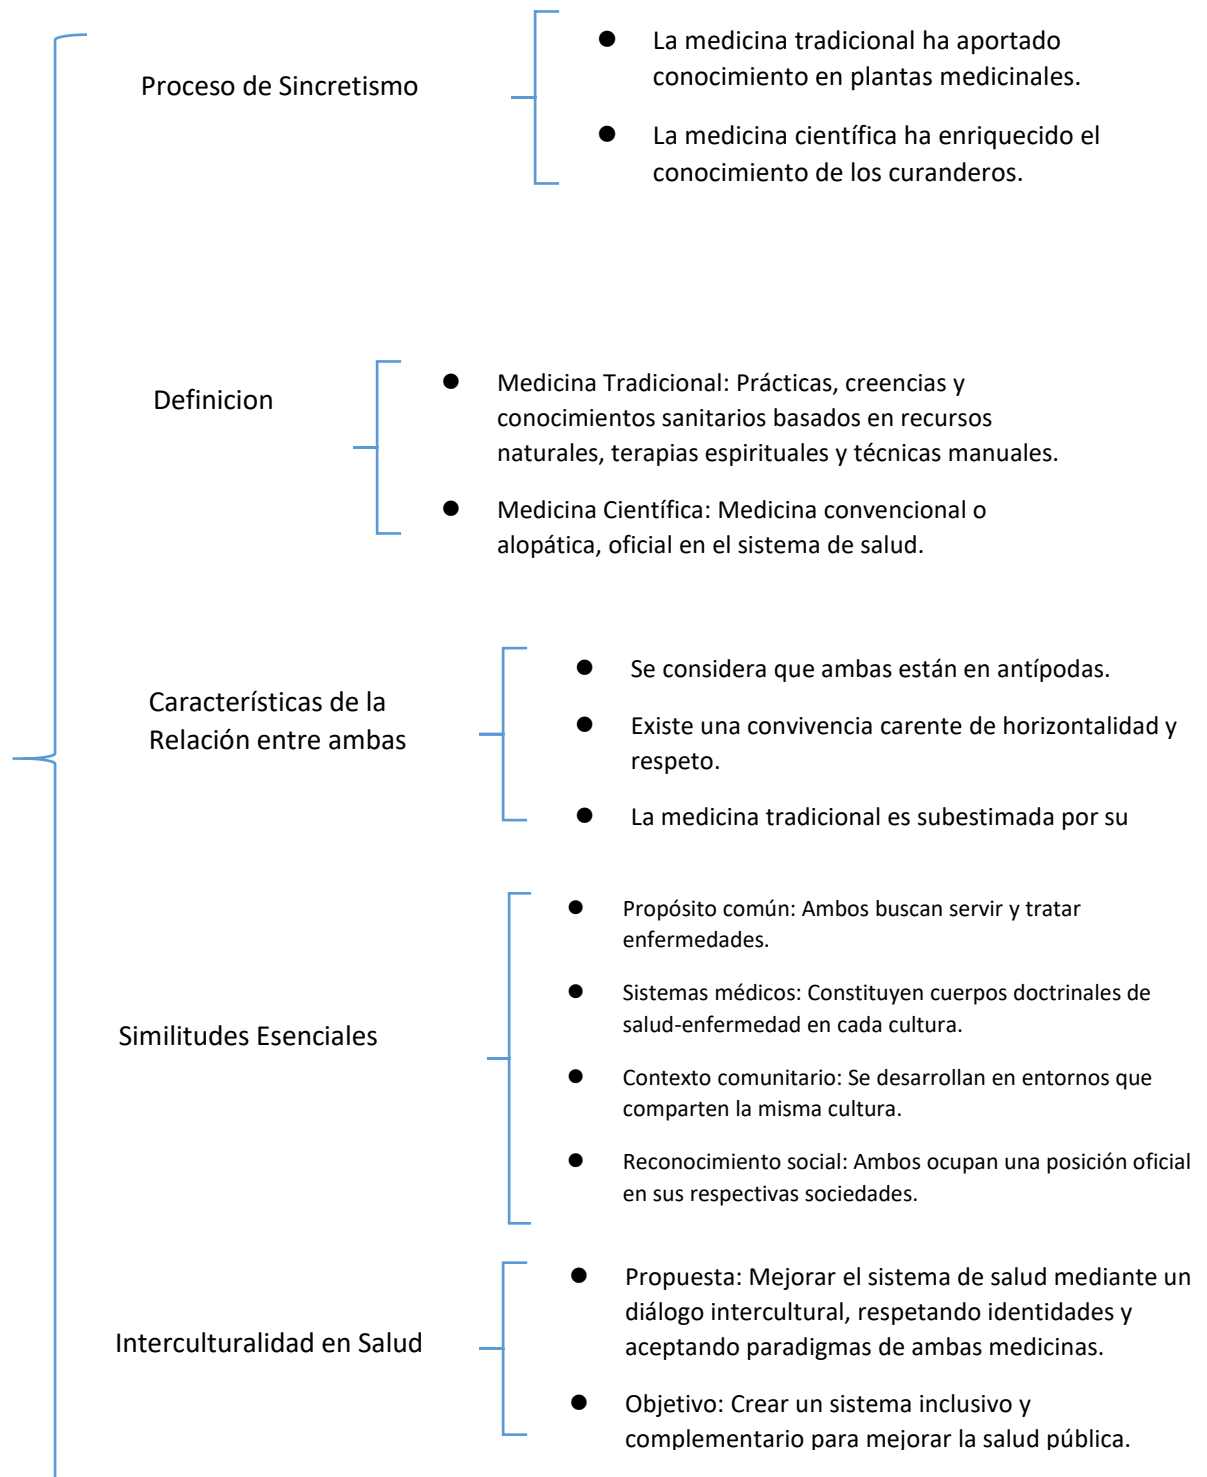 Proceso de Sincretismo
● La medicina tradicional ha aportado
conocimiento en plantas medicinales.
● La medicina científica ha enriquecido el
conocimiento de los curanderos.
Definicion
● Medicina Tradicional: Prácticas, creencias y
conocimientos sanitarios basados en recursos
naturales, terapias espirituales y técnicas manuales.
● Medicina Científica: Medicina convencional o
alopática, oficial en el sistema de salud.
Característicias de la
Relación entre ambas
● Se considera que ambas están en antípodas.
● Existe una convivencia carente de horizontalidad y
respeto.
● La medicina tradicional es subestimada por su
Similitudes Esenciales
● Propósito común: Ambos buscan servir y tratar
enfermedades.
● Sistemas médicos: Constituyen cuerpos doctrinales de
salud-enfermedad en cada cultura.
● Contexto comunitario: Se desarrollan en entornos que
comparten la misma cultura.
● Reconocimiento social: Ambos ocupan una posición oficial
en sus respectivas sociedades.
Interculturalidad en Salud
● Propuesta: Mejorar el sistema de salud mediante un
diálogo intercultural, respetando identidades y
aceptando paradigmas de ambas medicinas.
● Objetivo: Crear un sistema inclusivo y
complementario para mejorar la salud pública.